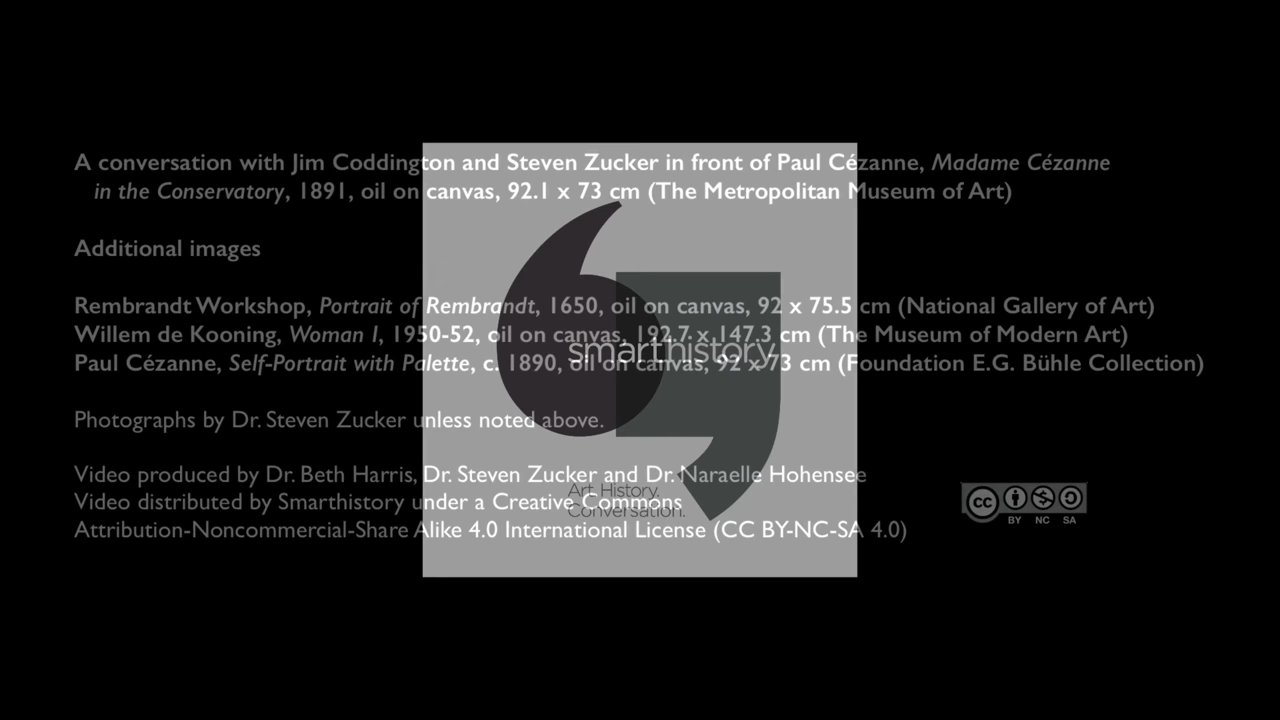 A conversation with Jim Coddington and Steven Zucker in front of Paul Cézanne, Madame Cézanne
in the Conservatory, 1891, oil on canvas, 92.1 x 73 cm (The Metropolitan Museum of Art)
Additional images
Rembrandt Workshop, Portrait of Rembrandt, 1650, oil on canvas, 92 x 75.5 cm (National Gallery of Art)
Willem de Kooning, Woman I, 1950-52, oil on canvas, 192.7 x 147.3 cm (The Museum of Modern Art)
smarthistory
Paul Cézanne, Self-Portrait with Palette, c. 1890, oil on canvas, 92 x 73 cm (Foundation E.G. Bühle Collection)
Photographs by Dr. Steven Zucker unless noted above.
Video produced by Dr. Beth Harris, Dr. Steven Zucker and Dr. Naraelle Hohensee
Art History,
Video distributed by Smarthistory under a Creative Commons
Conversation.
Attribution-Noncommercial-Share Alike 4.0 International License (CC BY-NC-SA 4.0)
cc
BY NC SA